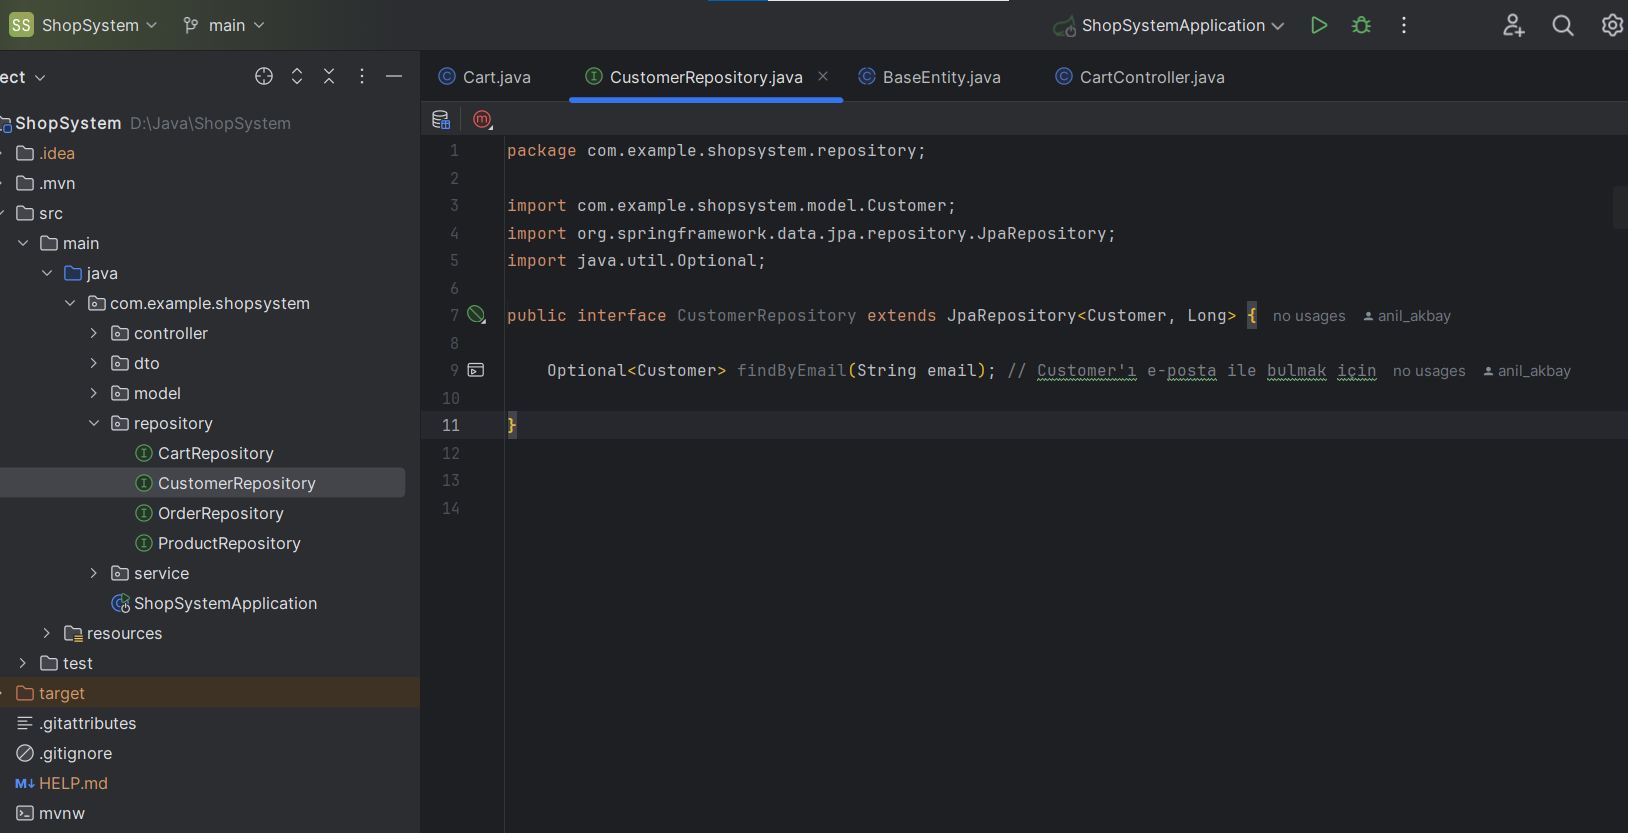 SS ShopSystem main ShopSystemApplication
ect
Cart.java CustomerRepository.java BaseEntity.java CartController.java
ShopSystem D:\Java\ShopSystem
.idea
.mvn
src
main
java
com.example.shopsystem
controller
dto
model
repository
CartRepository
CustomerRepository
OrderRepository
ProductRepository
service
ShopSystemApplication
resources
test
target
.gitattributes
.gitignore
M↓ HELP.md
mvnw
1 package com.example.shopsystem.repository;
2
3 import com.example.shopsystem.model.Customer;
4 import org.springframework.data.jpa.repository.JpaRepository;
5 import java.util.Optional;
6
7 public interface CustomerRepository extends JpaRepository<Customer, Long> { no usages anil_akbay
8
9 Optional<Customer> findByEmail(String email); // Customer'ı e-posta ile bulmak için no usages anil_akbay
10
11 }
12
13
14